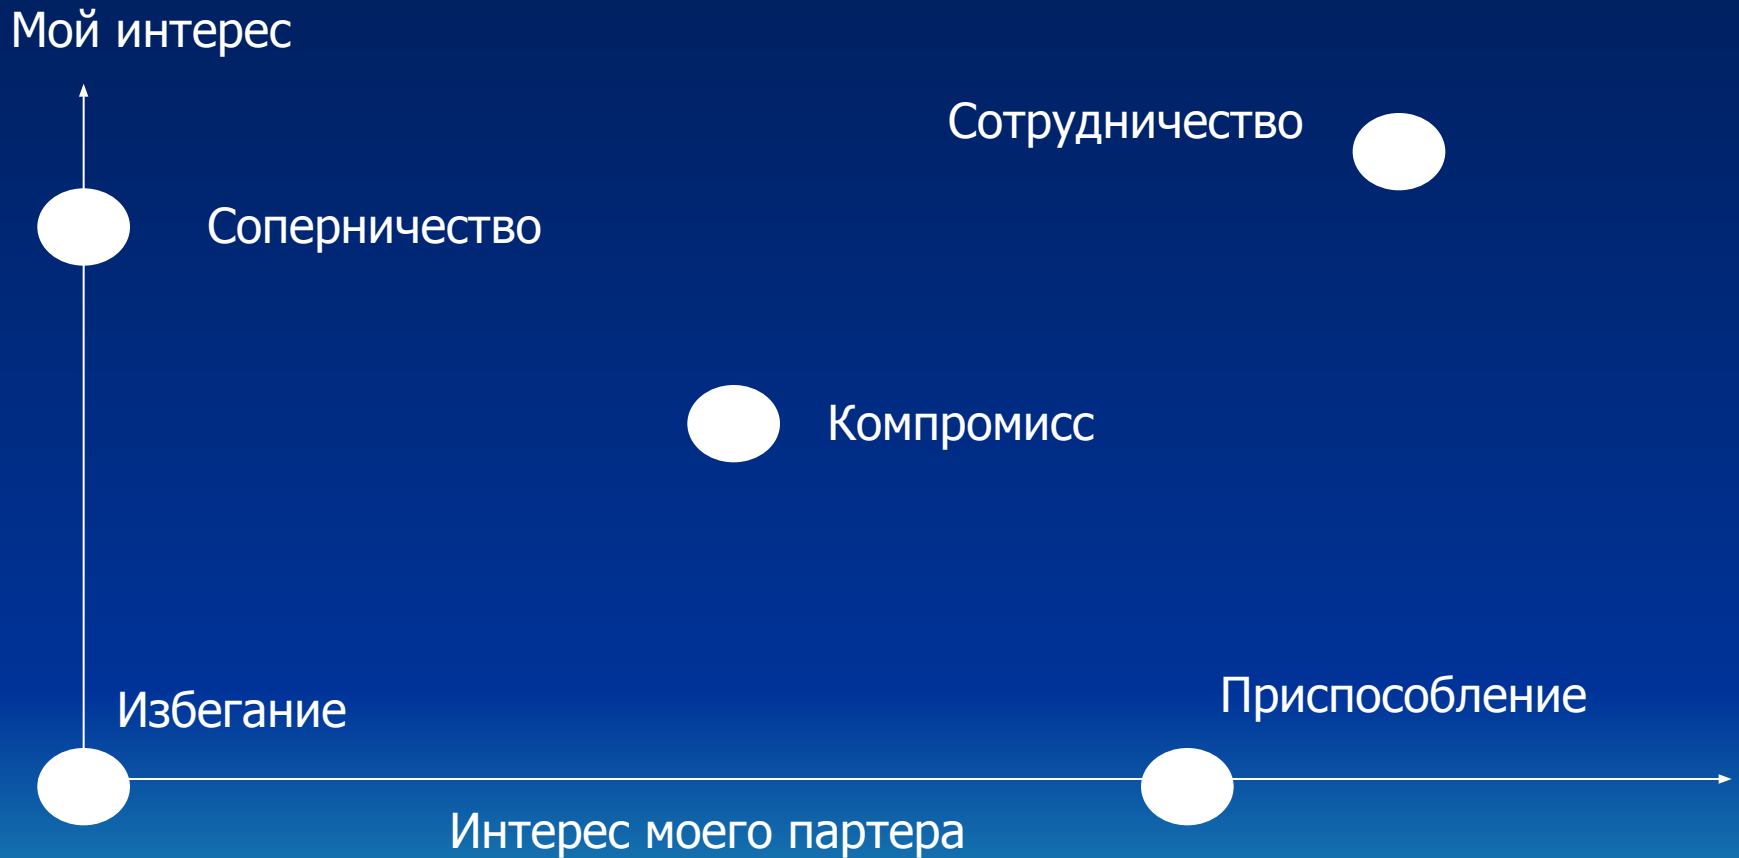 Мой интерес
Сотрудничество
Соперничество
Компромисс
Избегание
Приспособление
Интерес моего партера